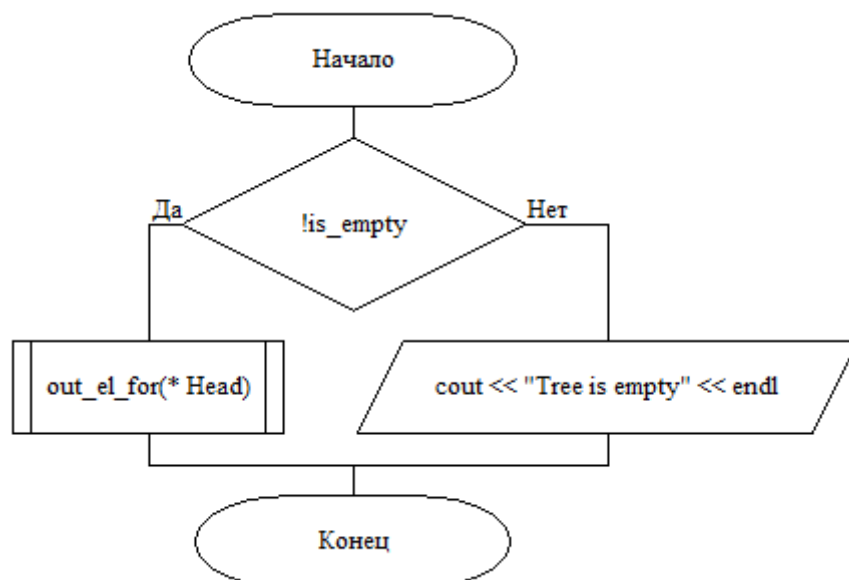 Начало
!is_empty
Да
Нет
out_el_for(* Head)
cout << "Tree is empty" << endl
Конец